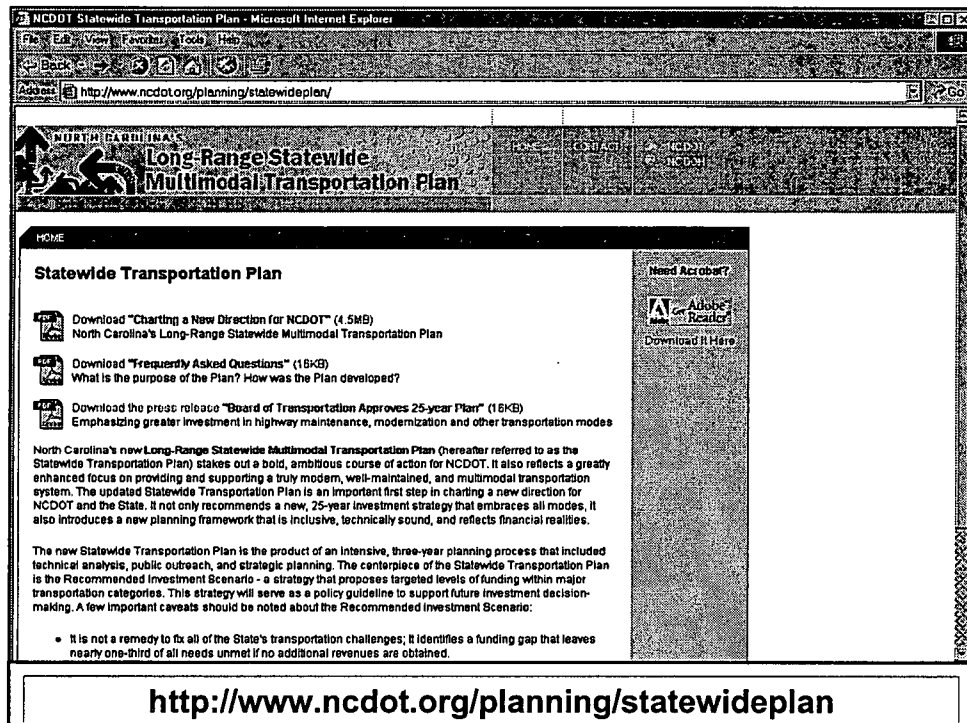 NCDOT Statewide Transportation Plan - Microsoft Internet Explorer
File Edit View Favorites Tools Help
Back
Address http://www.ncdot.org/planning/statewideplan/ Go
NORTH CAROLINA'S
Long-Range Statewide
Multimodal Transportation Plan
HOME CONTACT NCDOT
HOME
Statewide Transportation Plan
Download "Charting a New Direction for NCDOT" (4.5MB)
North Carolina's Long-Range Statewide Multimodal Transportation Plan
Download "Frequently Asked Questions" (16KB)
What is the purpose of the Plan? How was the Plan developed?
Download the press release "Board of Transportation Approves 25-year Plan" (16KB)
Emphasizing greater investment in highway maintenance, modernization and other transportation modes
North Carolina's new Long-Range Statewide Multimodal Transportation Plan (hereafter referred to as the
Statewide Transportation Plan) stakes out a bold, ambitious course of action for NCDOT. It also reflects a greatly
enhanced focus on providing and supporting a truly modern, well-maintained, and multimodal transportation
system. The updated Statewide Transportation Plan is an important first step in charting a new direction for
NCDOT and the State. It not only recommends a new, 25-year investment strategy that embraces all modes, it
also introduces a new planning framework that is inclusive, technically sound, and reflects financial realities.
The new Statewide Transportation Plan is the product of an intensive, three-year planning process that included
technical analysis, public outreach, and strategic planning. The centerpiece of the Statewide Transportation Plan
is the Recommended Investment Scenario - a strategy that proposes targeted levels of funding within major
transportation categories. This strategy will serve as a policy guideline to support future investment decision-
making. A few important caveats should be noted about the Recommended Investment Scenario:
• It is not a remedy to fix all of the State's transportation challenges; it identifies a funding gap that leaves
nearly one-third of all needs unmet if no additional revenues are obtained.
Need Acrobat?
Get Adobe Reader
Download It Here
http://www.ncdot.org/planning/statewideplan